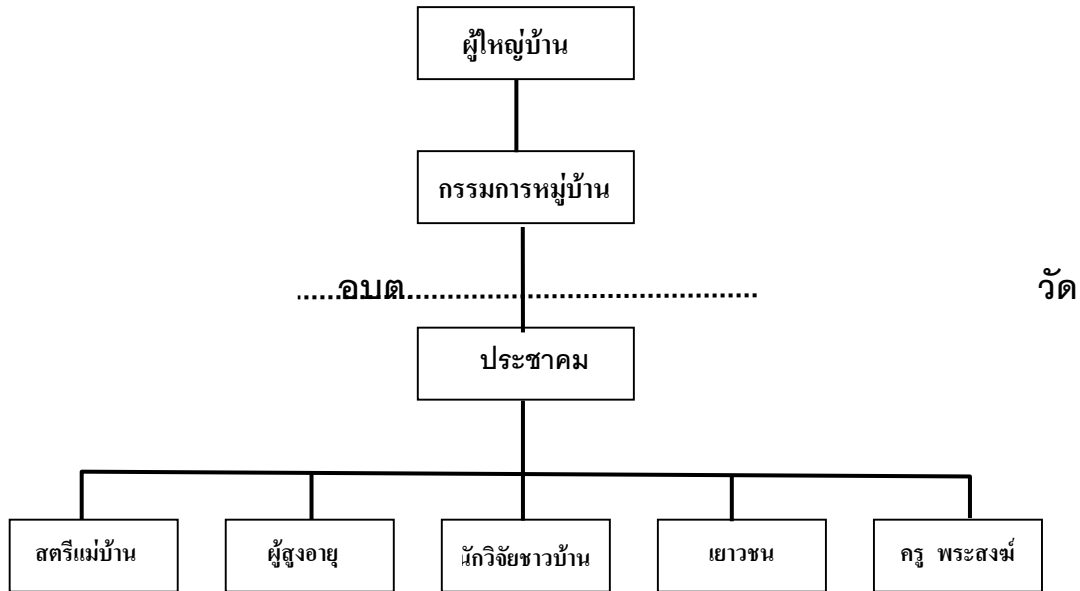 ผู้ใหญ่บ้าน
กรรมการหมู่บ้าน
อบต. วัด
ประชาคม
สตรีแม่บ้าน ผู้สูงอายุ นักวิจัยชาวบ้าน เยาวชน ครู พระสงฆ์